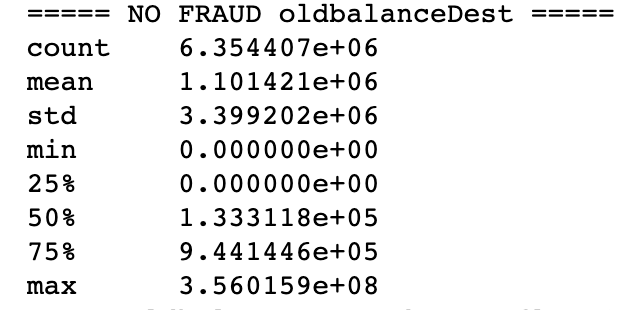 ===== NO FRAUD oldbalanceDest =====
count    6.354407e+06
mean     1.101421e+06
std      3.399202e+06
min      0.000000e+00
25%      0.000000e+00
50%      1.333118e+05
75%      9.441446e+05
max      3.560159e+08